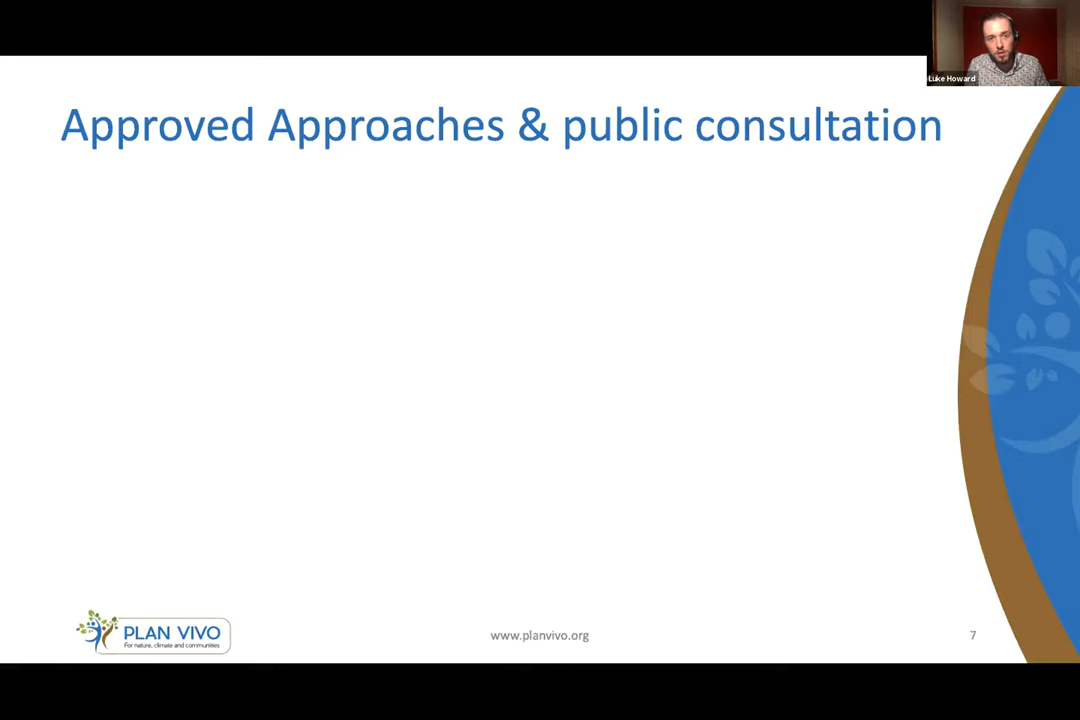 Luke Howard
Approved Approaches & public consultation
PLAN VIVO
For nature, climate and communities
www.planvivo.org
7